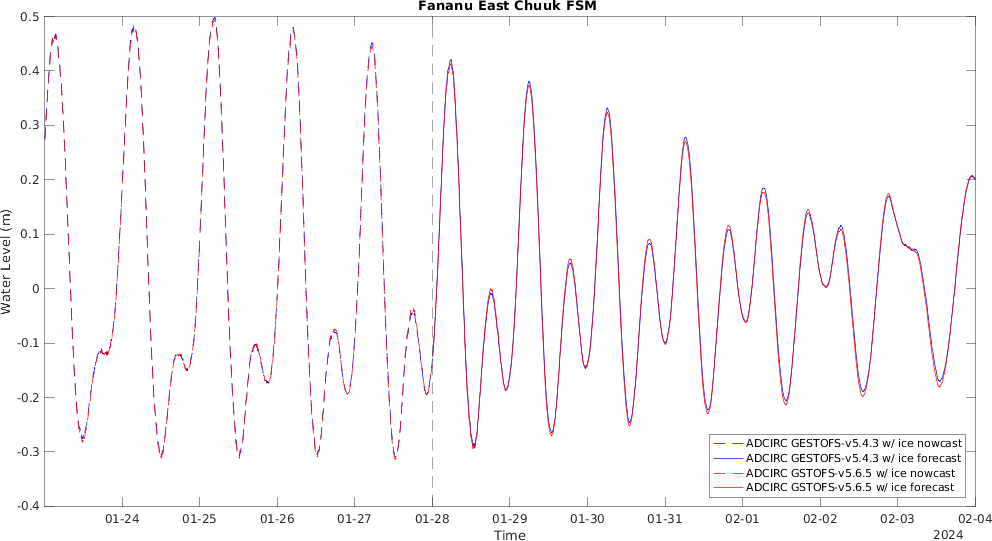 Fananu East Chuuk FSM
0.5
0.4
0.3
0.2
0.1
0
-0.1
-0.2
-0.3
-0.4
Water Level (m)
ADCIRC GESTOFS-v5.4.3 w/ ice nowcast
ADCIRC GESTOFS-v5.4.3 w/ ice forecast
ADCIRC GSTOFS-v5.6.5 w/ ice nowcast
ADCIRC GSTOFS-v5.6.5 w/ ice forecast
01-24 01-25 01-26 01-27 01-28 01-29 01-30 01-31 02-01 02-02 02-03 02-04
Time
2024